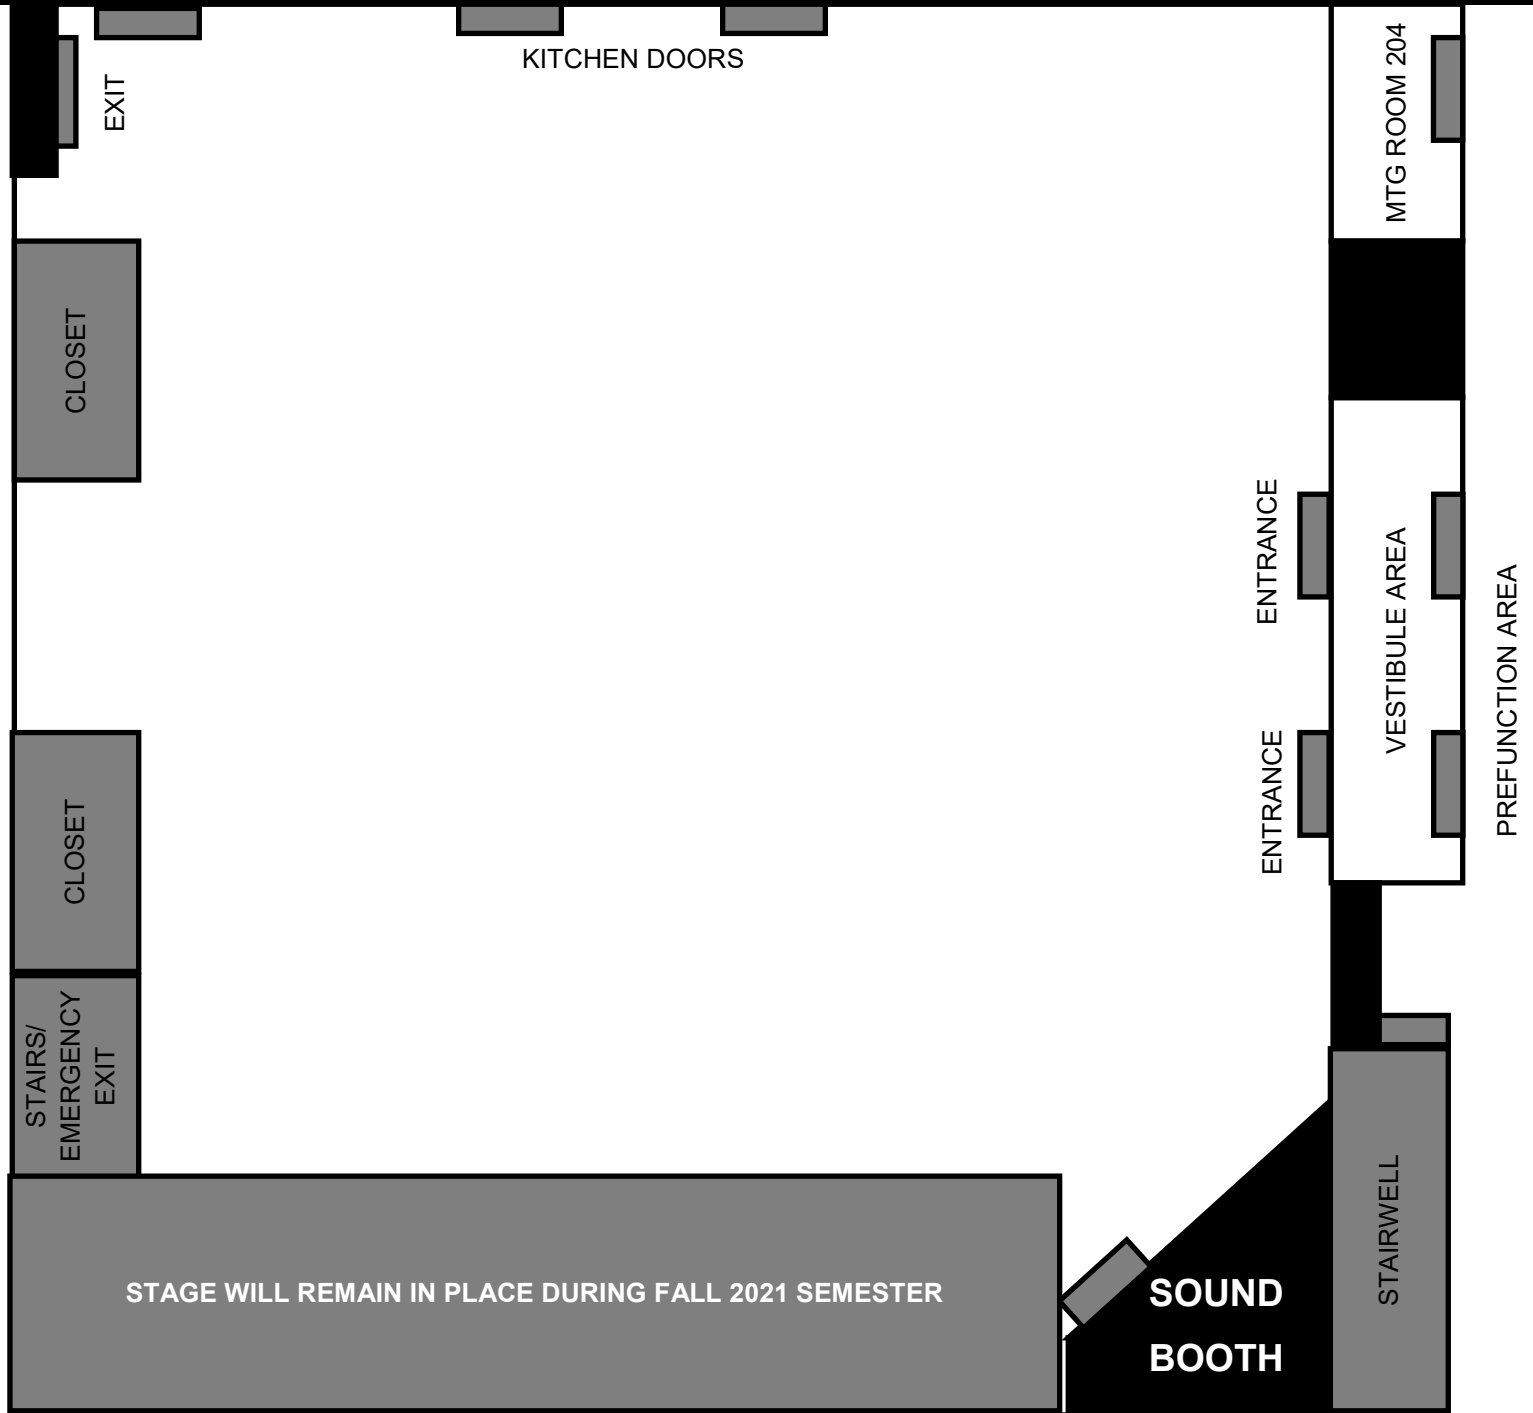 KITCHEN DOORS
EXIT
MTG ROOM 204
CLOSET
ENTRANCE
VESTIBULE AREA
PREFUNCTION AREA
ENTRANCE
CLOSET
STAIRS/
EMERGENCY
EXIT
STAIRWELL
STAGE WILL REMAIN IN PLACE DURING FALL 2021 SEMESTER
SOUND
BOOTH